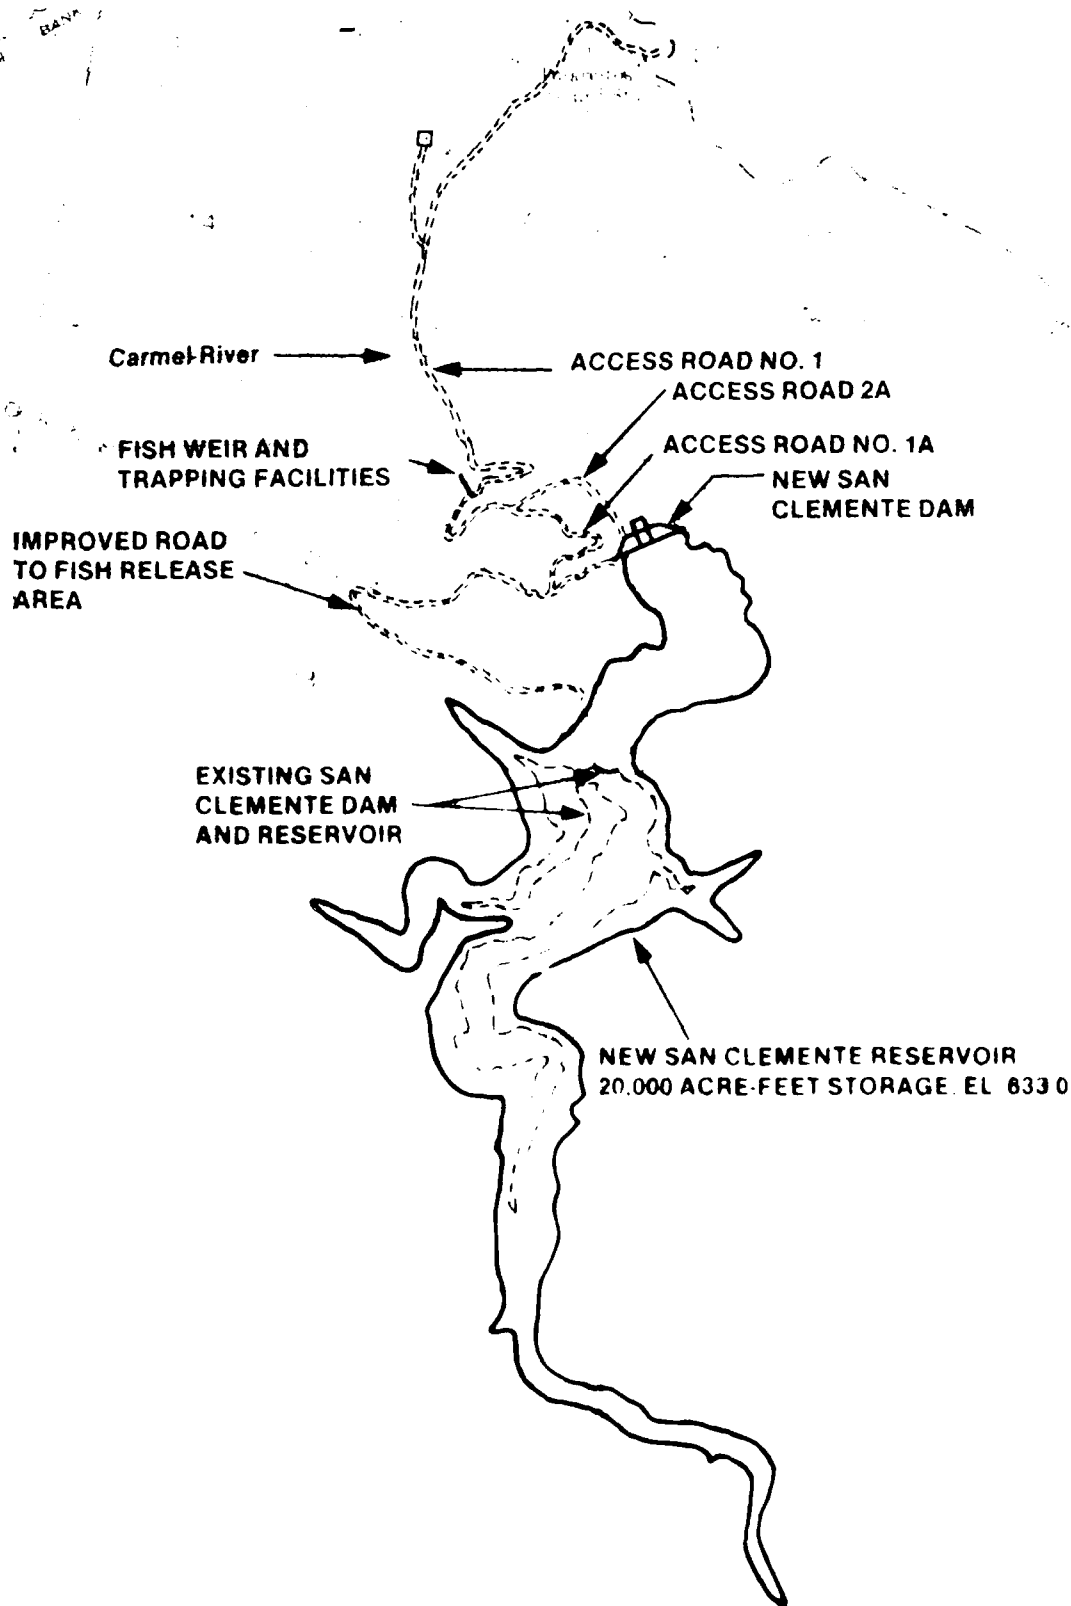 BANK
Carmel River
ACCESS ROAD NO. 1
ACCESS ROAD 2A
FISH WEIR AND
TRAPPING FACILITIES
ACCESS ROAD NO. 1A
NEW SAN
CLEMENTE DAM
IMPROVED ROAD
TO FISH RELEASE
AREA
EXISTING SAN
CLEMENTE DAM
AND RESERVOIR
NEW SAN CLEMENTE RESERVOIR
20,000 ACRE-FEET STORAGE. EL 633 0